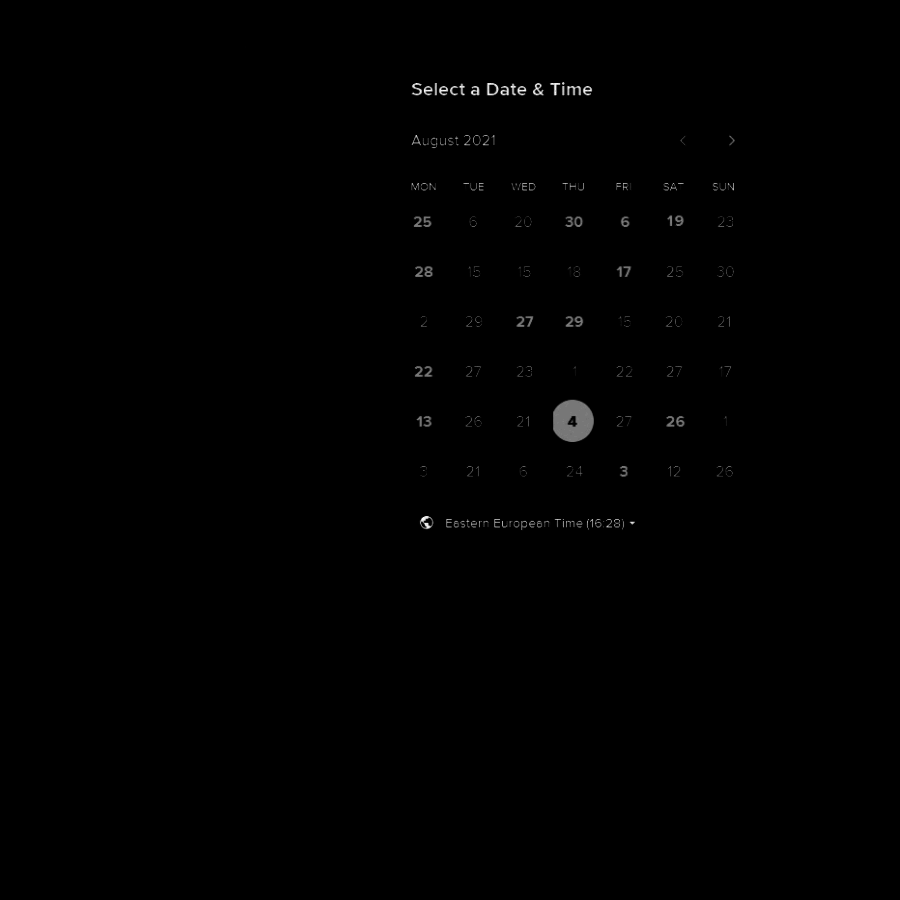 Select a Date & Time
August 2021
MON TUE WED THU FRI SAT SUN
25 6 20 30 6 19 23
28 15 15 18 17 25 30
2 29 27 29 15 20 21
22 27 23 1 22 27 17
13 26 21 4 27 26 1
3 21 6 24 3 12 26
Eastern European Time (16:28)